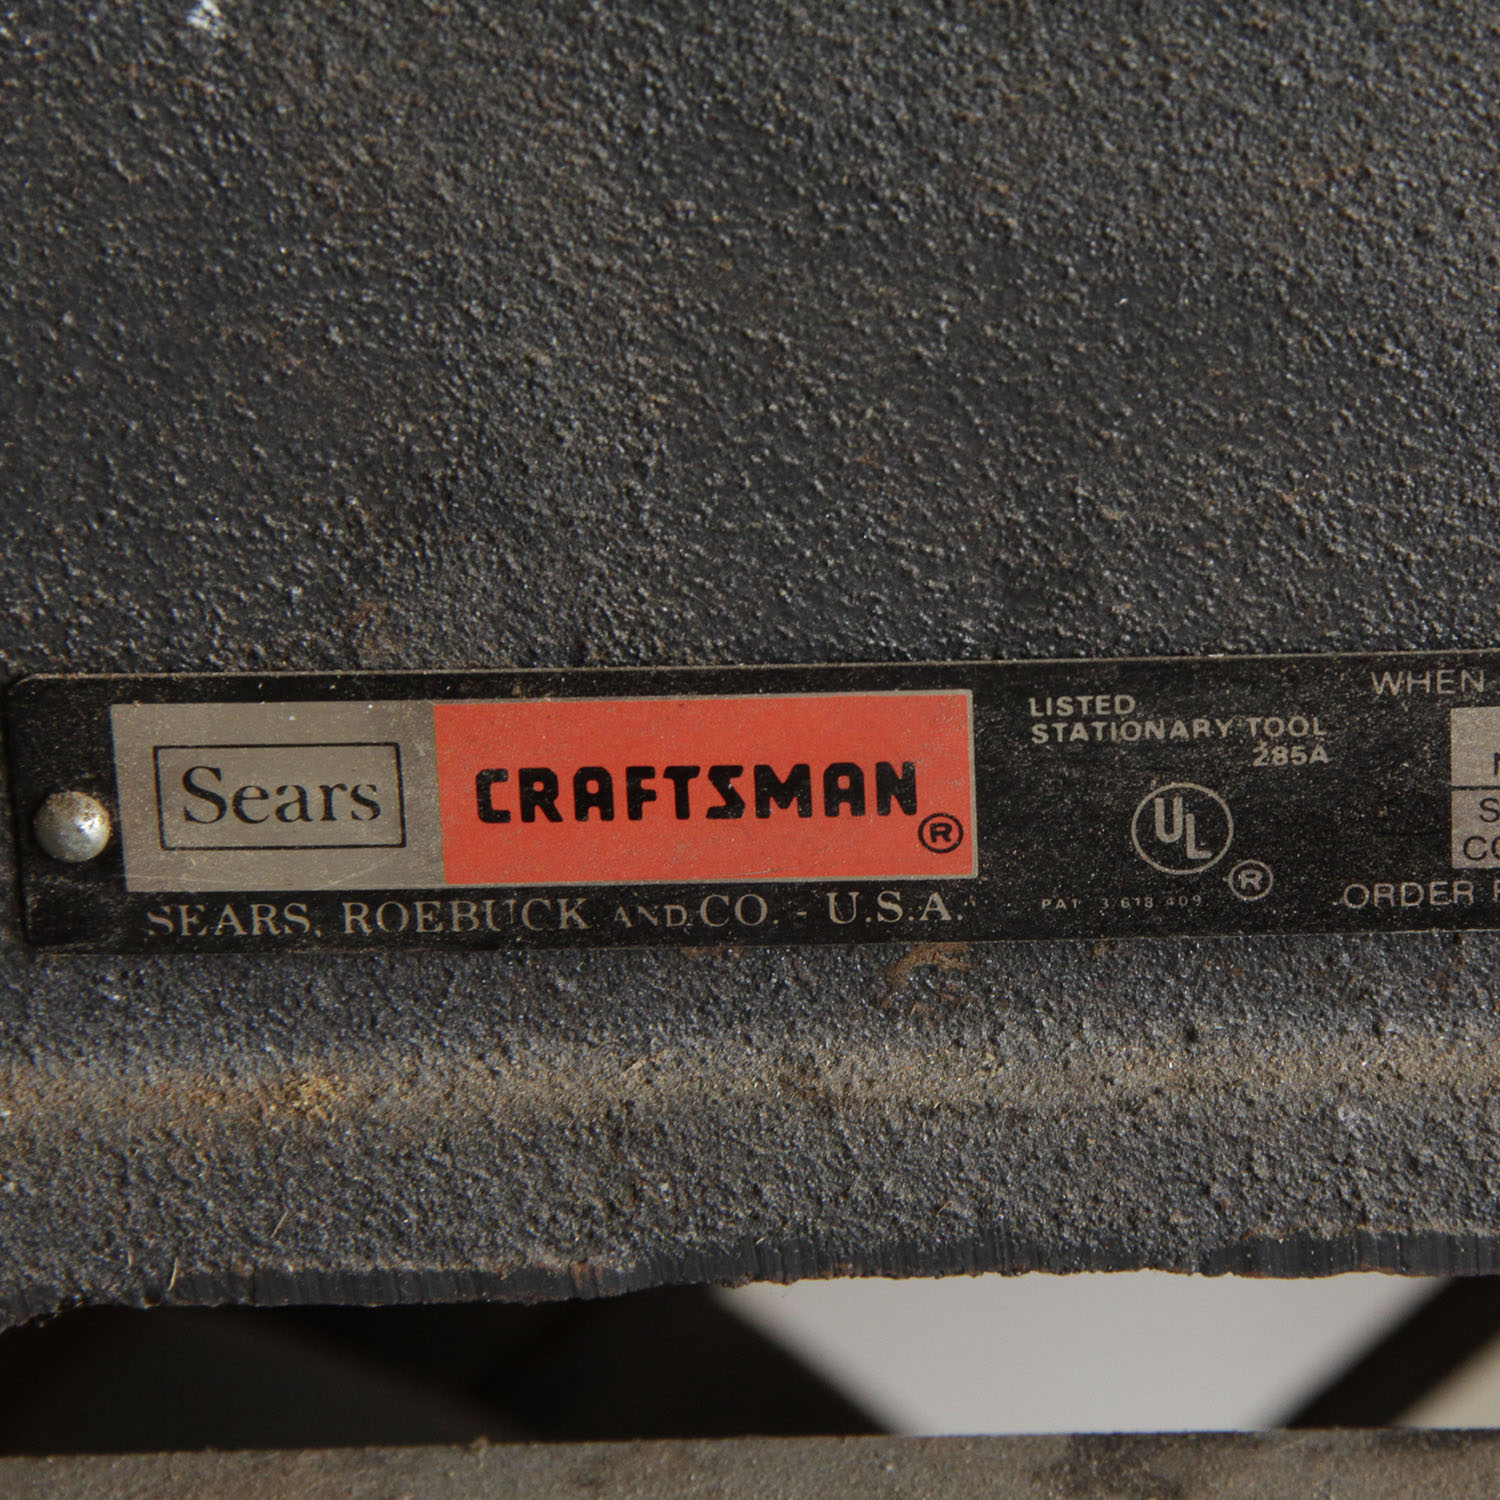 Sears
CRAFTSMAN ®
SEARS, ROEBUCK AND CO. - U.S.A.
LISTED
STATIONARY TOOL
285A
UL ®
PAT 3 618 409
WHEN
ORDER